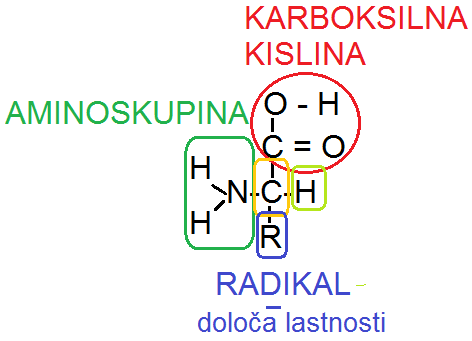 KARBOKSILNA
KISLINA
AMINOSKUPINA
O - H
C = O
H
N - C - H
H
R
RADIKAL -
določa lastnosti